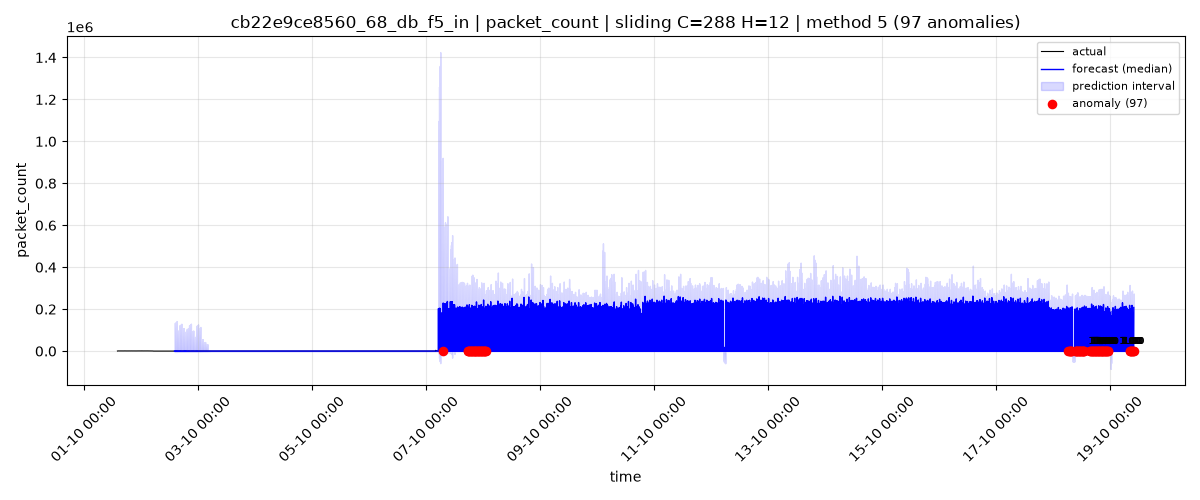 cb22e9ce8560_68_db_f5_in | packet_count | sliding C=288 H=12 | method 5 (97 anomalies)
1e6
actual
forecast (median)
prediction interval
anomaly (97)
1.4
1.2
1.0
0.8
0.6
0.4
0.2
0.0
packet_count
01-10 00:00
03-10 00:00
05-10 00:00
07-10 00:00
09-10 00:00
11-10 00:00
13-10 00:00
15-10 00:00
17-10 00:00
19-10 00:00
time